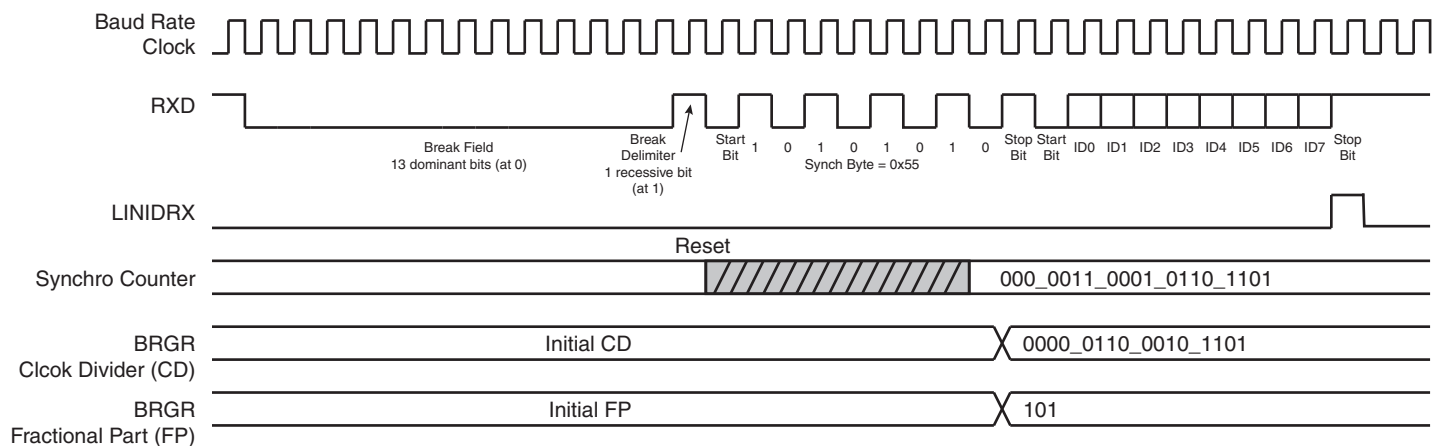 Baud Rate
Clock
RXD
Break Field
13 dominant bits (at 0)
Break
Delimiter
1 recessive bit
(at 1)
Start
Bit
1 0 1 0 1 0 1 0
Synch Byte = 0x55
Stop
Bit
Start
Bit
ID0 ID1 ID2 ID3 ID4 ID5 ID6 ID7
Stop
Bit
LINIDRX
Reset
Synchro Counter
000_0011_0001_0110_1101
BRGR
Clcok Divider (CD)
Initial CD
0000_0110_0010_1101
BRGR
Fractional Part (FP)
Initial FP
101